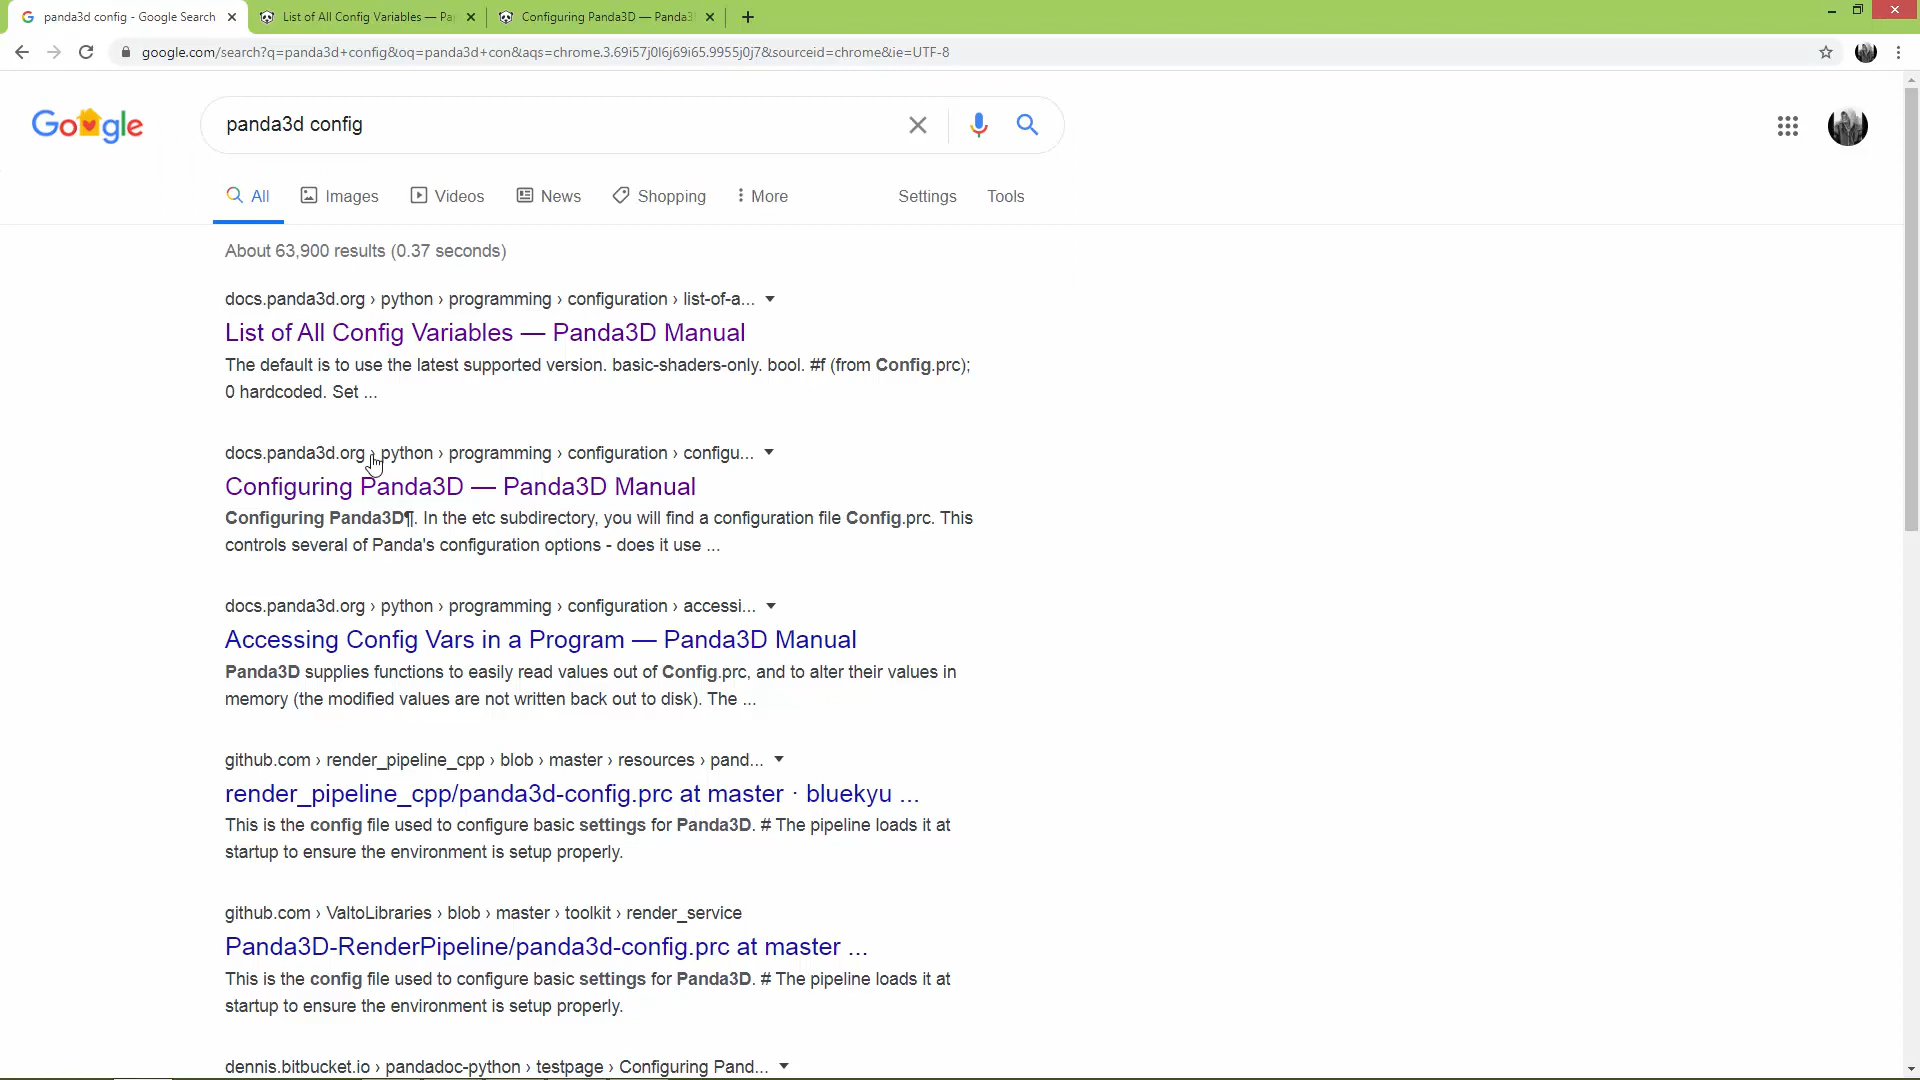 panda3d config - Google Search
List of All Config Variables — Pa
Configuring Panda3D — Panda3
google.com/search?q=panda3d+config&oq=panda3d+con&aqs=chrome.3.69i57j0l6j69i65.9955j0j7&sourceid=chrome&ie=UTF-8
Google
panda3d config
All
Images
Videos
News
Shopping
More
Settings
Tools
About 63,900 results (0.37 seconds)
docs.panda3d.org › python › programming › configuration › list-of-a...
List of All Config Variables — Panda3D Manual
The default is to use the latest supported version. basic-shaders-only. bool. #f (from Config.prc);
0 hardcoded. Set ...
docs.panda3d.org › python › programming › configuration › configu...
Configuring Panda3D — Panda3D Manual
Configuring Panda3D¶. In the etc subdirectory, you will find a configuration file Config.prc. This
controls several of Panda's configuration options - does it use ...
docs.panda3d.org › python › programming › configuration › accessi...
Accessing Config Vars in a Program — Panda3D Manual
Panda3D supplies functions to easily read values out of Config.prc, and to alter their values in
memory (the modified values are not written back out to disk). The ...
github.com › render_pipeline_cpp › blob › master › resources › pand...
render_pipeline_cpp/panda3d-config.prc at master · bluekyu ...
This is the config file used to configure basic settings for Panda3D. # The pipeline loads it at
startup to ensure the environment is setup properly.
github.com › ValtoLibraries › blob › master › toolkit › render_service
Panda3D-RenderPipeline/panda3d-config.prc at master ...
This is the config file used to configure basic settings for Panda3D. # The pipeline loads it at
startup to ensure the environment is setup properly.
dennis.bitbucket.io › pandadoc-python › testpage › Configuring Pand...